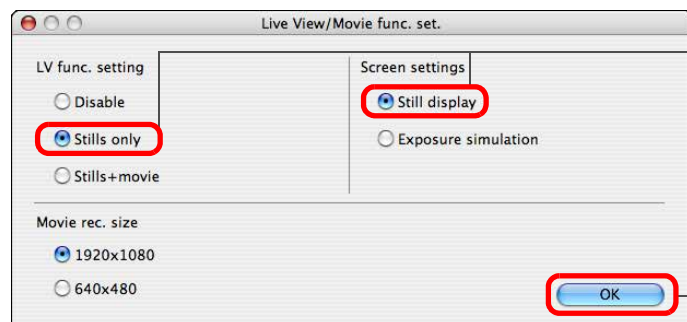 Live View/Movie func. set.
LV func. setting
Disable
Stills only
Stills+movie
Screen settings
Still display
Exposure simulation
Movie rec. size
1920x1080
640x480
OK